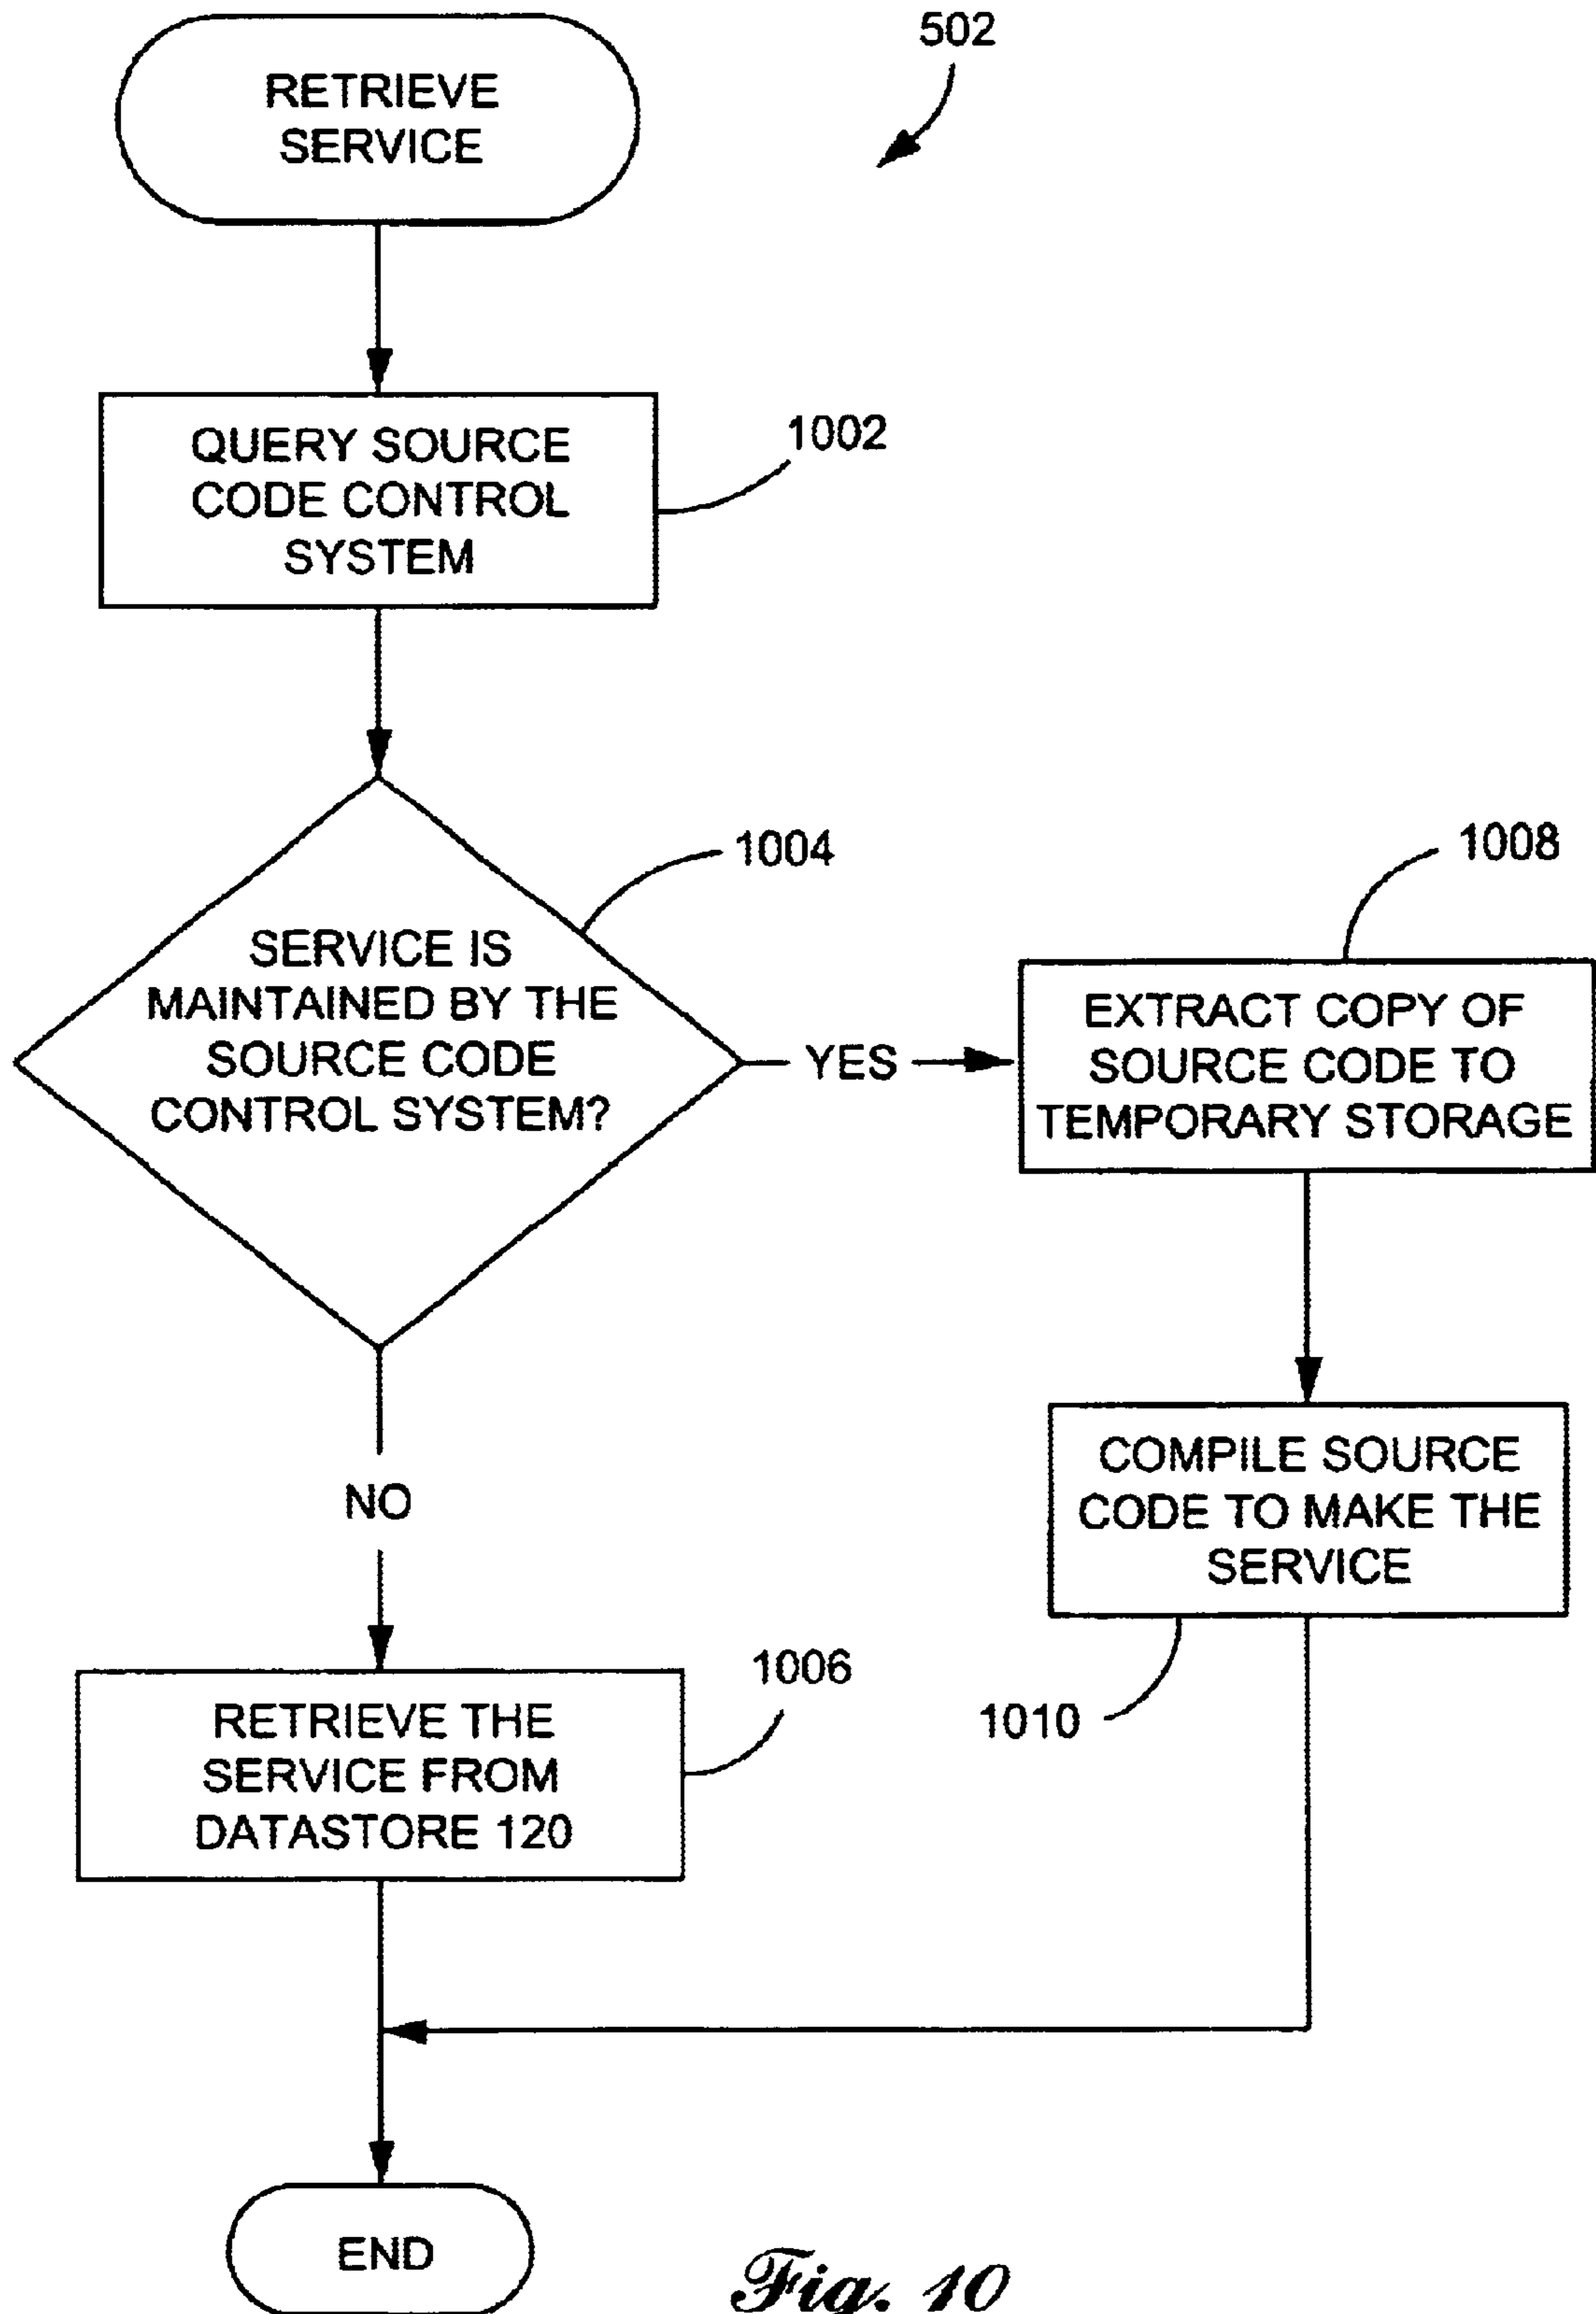 502
RETRIEVE
SERVICE
QUERY SOURCE
CODE CONTROL
SYSTEM
1002
1004
SERVICE IS
MAINTAINED BY THE
SOURCE CODE
CONTROL SYSTEM?
YES
1008
EXTRACT COPY OF
SOURCE CODE TO
TEMPORARY STORAGE
COMPILE SOURCE
CODE TO MAKE THE
SERVICE
1010
NO
1006
RETRIEVE THE
SERVICE FROM
DATASTORE 120
END
Fig. 10